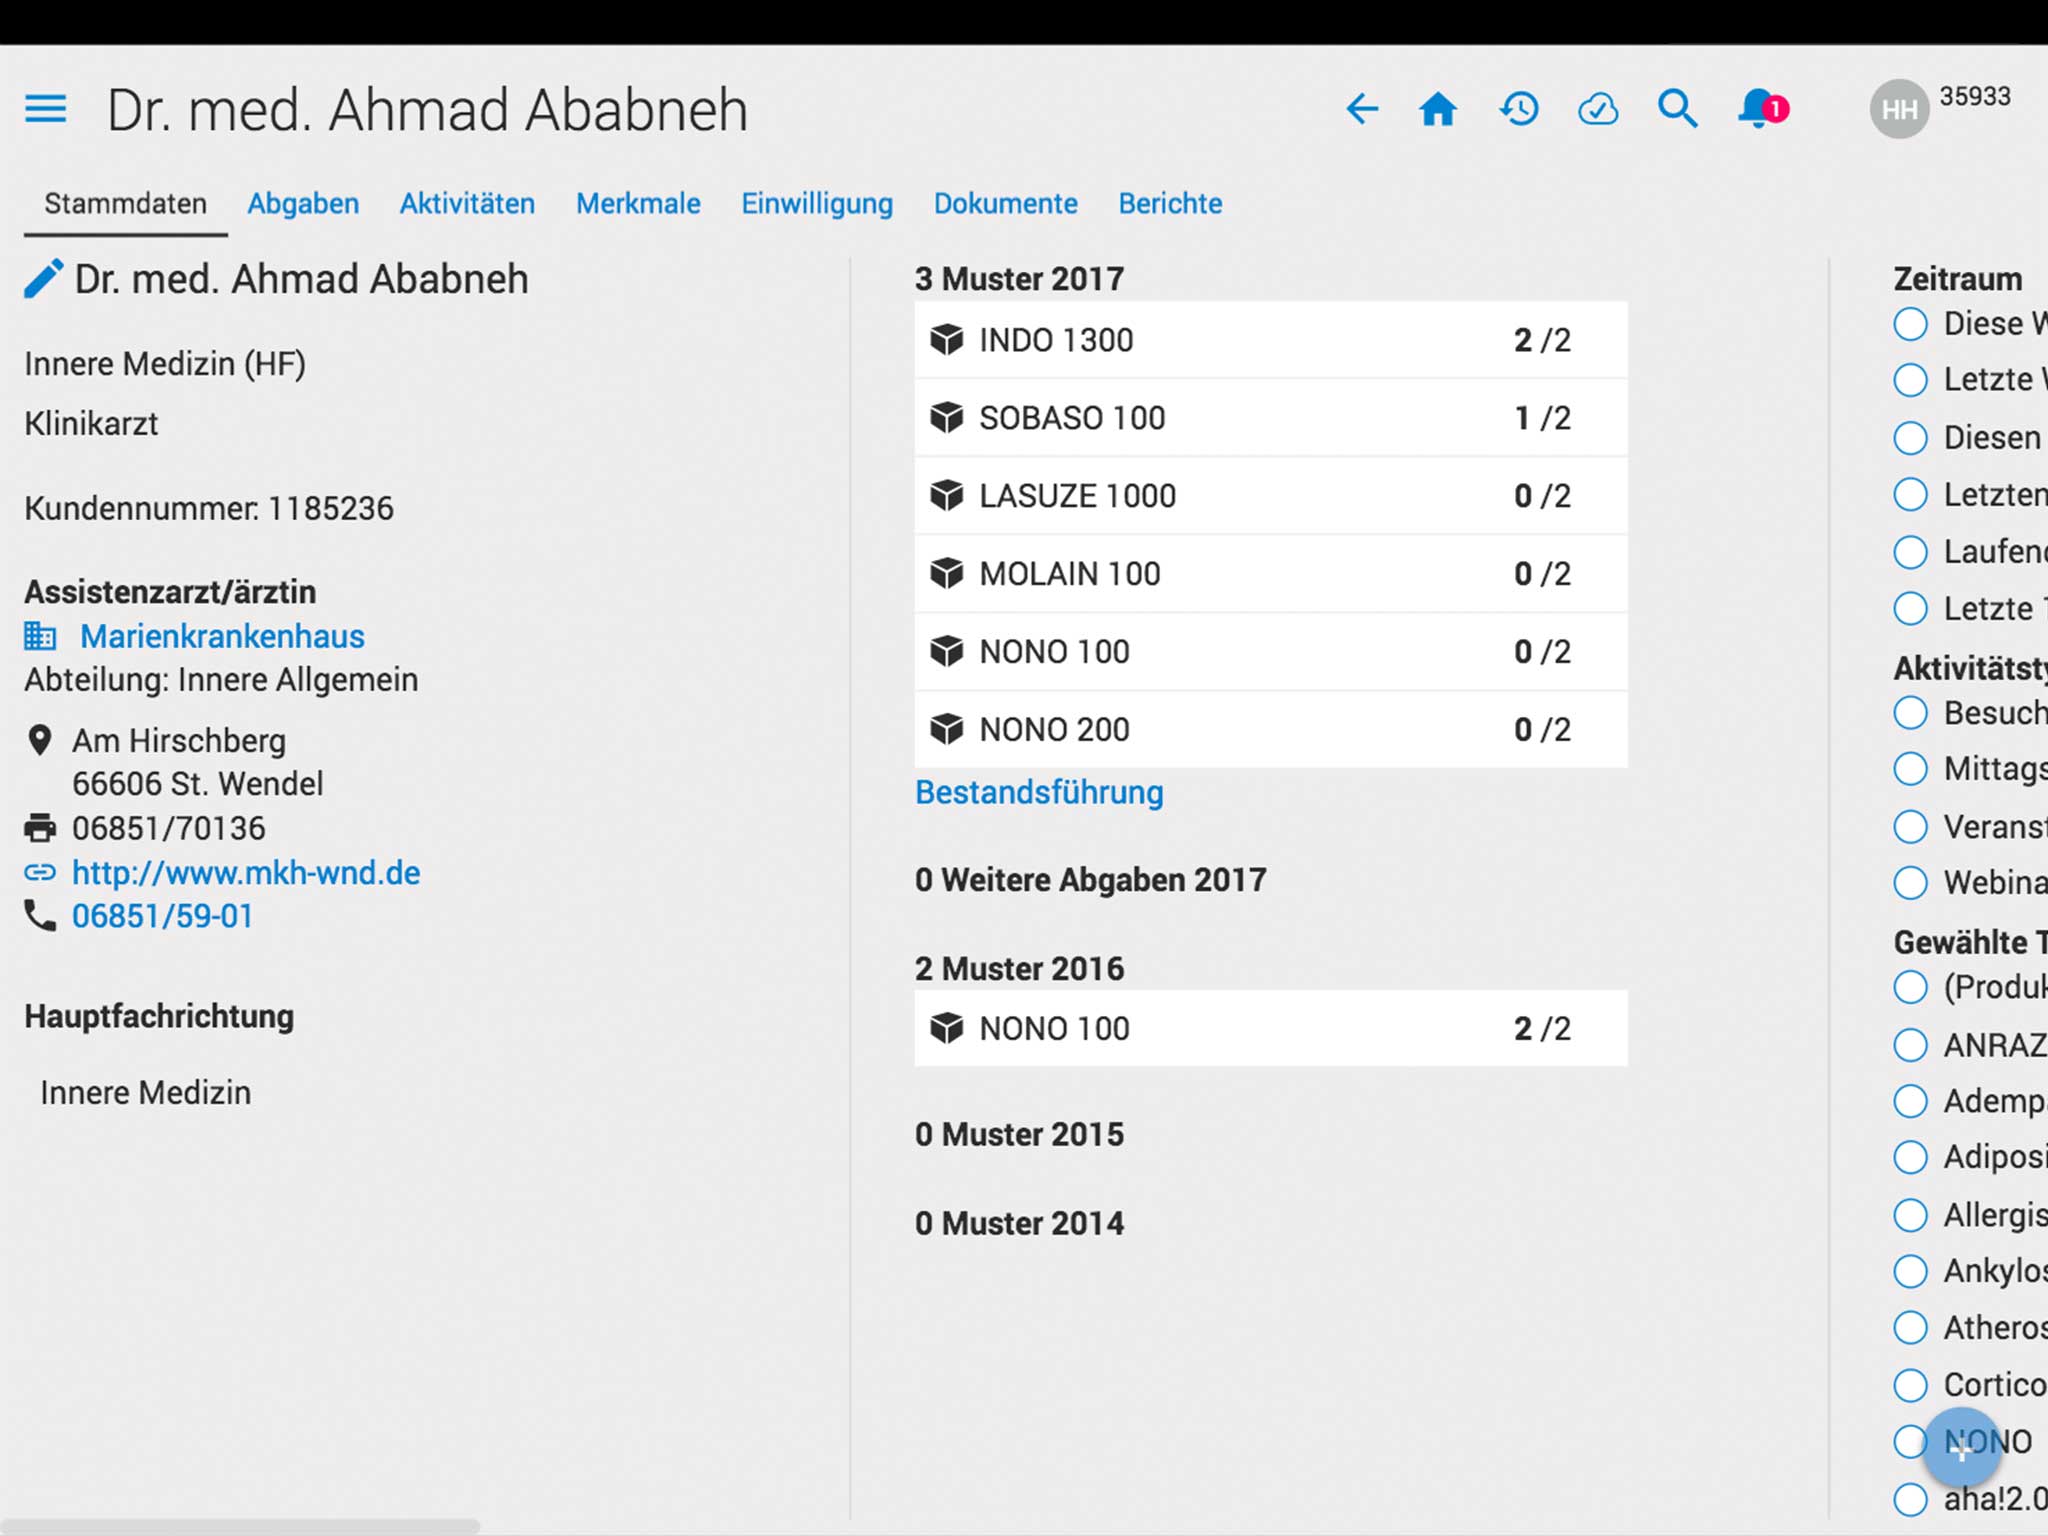 Dr. med. Ahmad Ababneh
1
HH
35933
Stammdaten Abgaben Aktivitäten Merkmale Einwilligung Dokumente Berichte
Dr. med. Ahmad Ababneh
Innere Medizin (HF)
Klinikarzt
Kundennummer: 1185236
Assistenzarzt/ärztin
Marienkrankenhaus
Abteilung: Innere Allgemein
Am Hirschberg
66606 St. Wendel
06851/70136
http://www.mkh-wnd.de
06851/59-01
Hauptfachrichtung
Innere Medizin
3 Muster 2017
INDO 1300 2 /2
SOBASO 100 1 /2
LASUZE 1000 0 /2
MOLAIN 100 0 /2
NONO 100 0 /2
NONO 200 0 /2
Bestandsführung
0 Weitere Abgaben 2017
2 Muster 2016
NONO 100 2 /2
0 Muster 2015
0 Muster 2014
Zeitraum
Diese
Letzte
Diesen
Letzten
Laufend
Letzte
Aktivitätsty
Besuch
Mittags
Veranst
Webina
Gewählte
(Produk
ANRAZ
Adempa
Adiposi
Allergis
Ankylos
Atheros
Cortico
NONO
aha!2.0